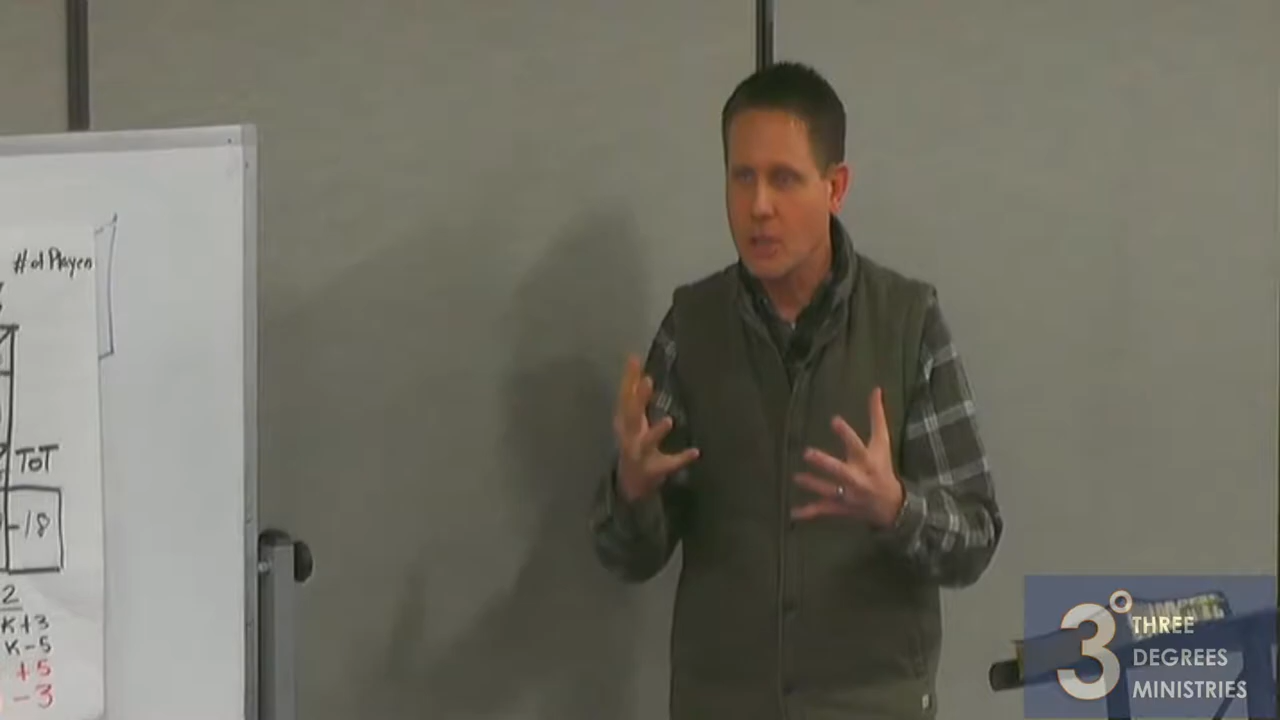 # of Players
TOT
-18
2
K+3
K-5
+5
-3
3°
THREE
DEGREES
MINISTRIES